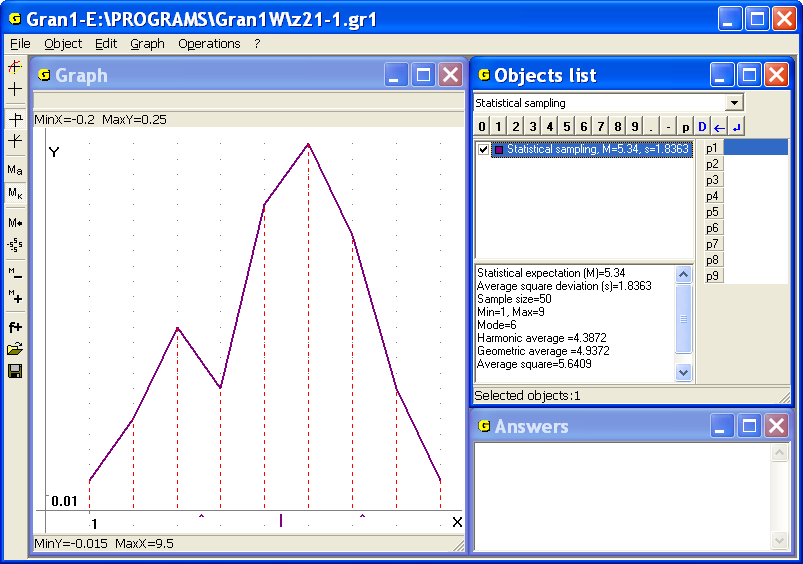 Gran1-E:\PROGRAMS\Gran1W\z21-1.gr1
File Object Edit Graph Operations ?
Graph
MinX=-0.2 MaxY=0.25
Y
0.01
1
X
MinY=-0.015 MaxX=9.5
Ma
Mк
M
M
M
f+
Objects list
Statistical sampling
0 1 2 3 4 5 6 7 8 9 . - p D
Statistical sampling, M=5.34, s=1.8363
p1
p2
p3
p4
p5
p6
p7
p8
p9
Statistical expectation (M)=5.34
Average square deviation (s)=1.8363
Sample size=50
Min=1, Max=9
Mode=6
Harmonic average =4.3872
Geometric average =4.9372
Average square=5.6409
Selected objects:1
Answers